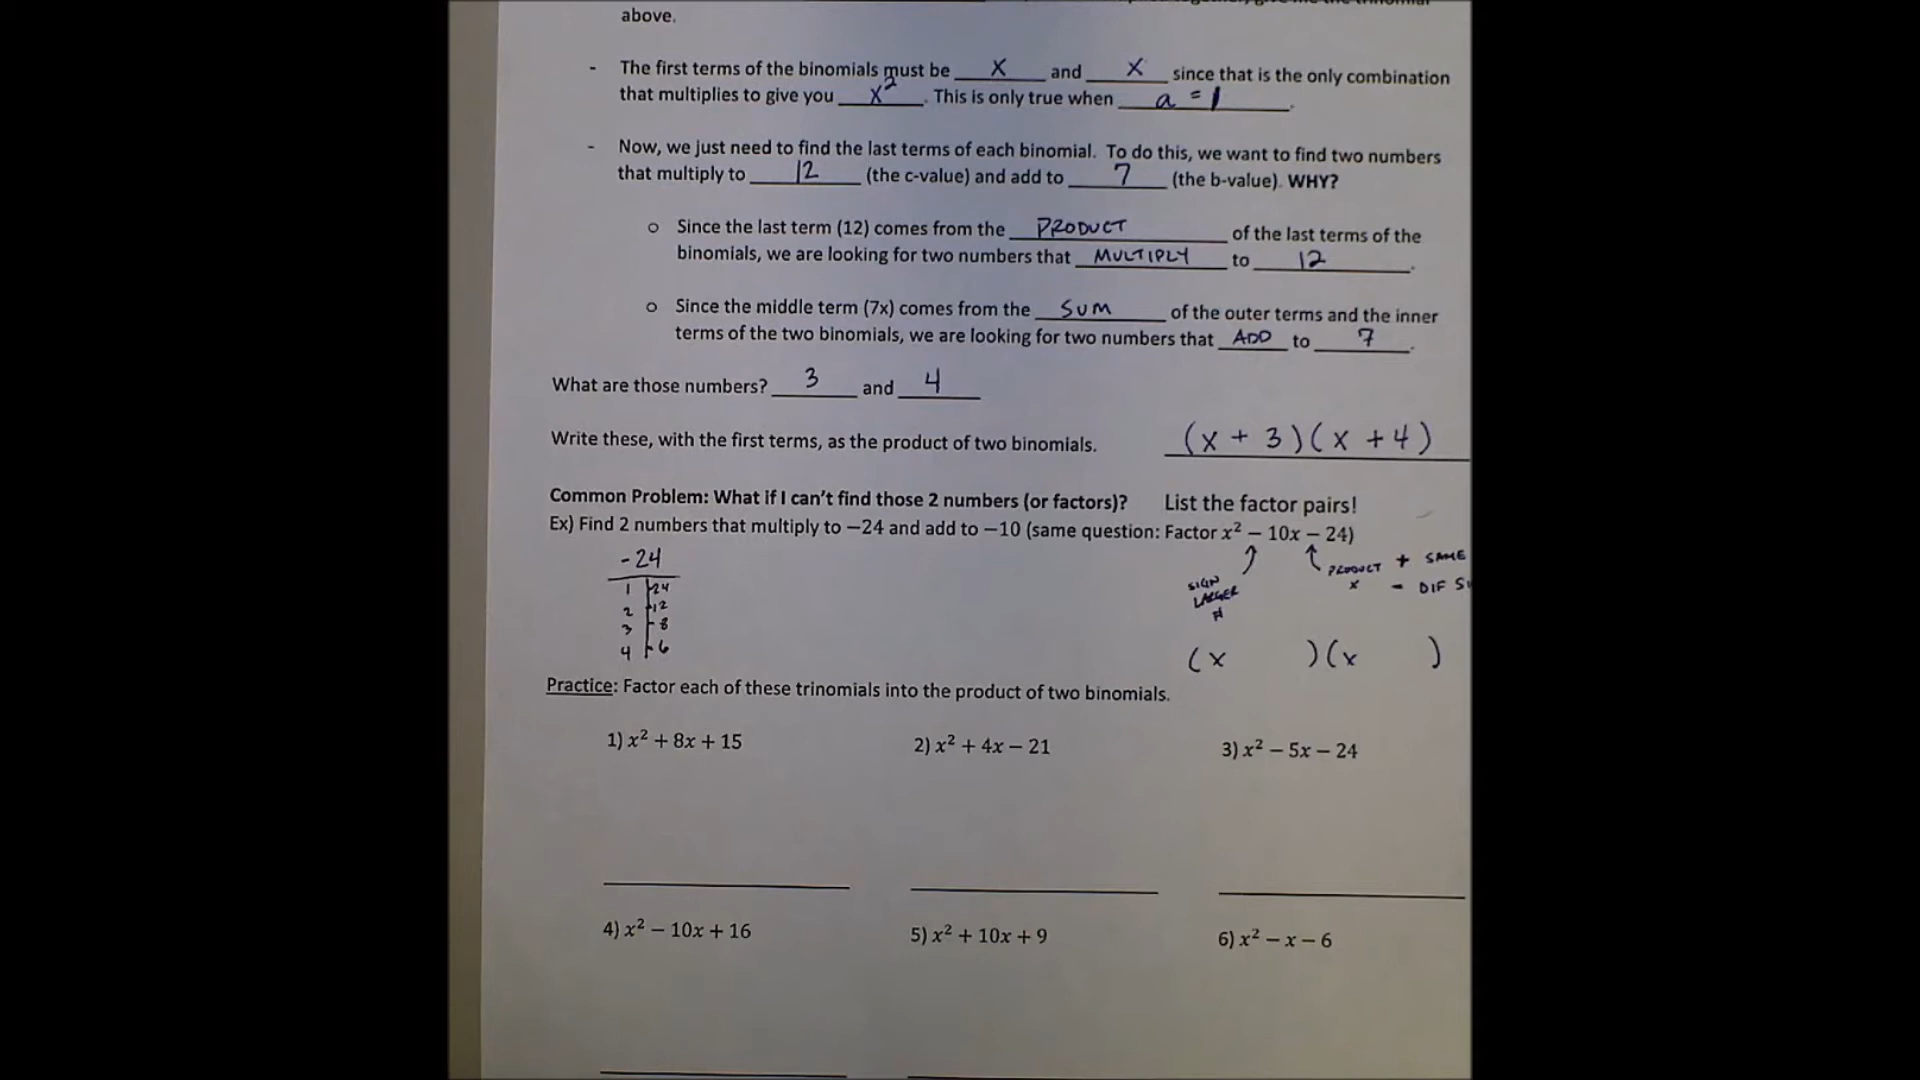 above.
- The first terms of the binomials must be x and x since that is the only combination
that multiplies to give you x². This is only true when a = 1.
- Now, we just need to find the last terms of each binomial. To do this, we want to find two numbers
that multiply to 12 (the c-value) and add to 7 (the b-value). WHY?
o Since the last term (12) comes from the PRODUCT of the last terms of the
binomials, we are looking for two numbers that MULTIPLY to 12.
o Since the middle term (7x) comes from the SUM of the outer terms and the inner
terms of the two binomials, we are looking for two numbers that ADD to 7.
What are those numbers? 3 and 4
Write these, with the first terms, as the product of two binomials. (x + 3)(x + 4)
Common Problem: What if I can't find those 2 numbers (or factors)? List the factor pairs!
Ex) Find 2 numbers that multiply to −24 and add to −10 (same question: Factor x² − 10x − 24)
-24
1 24
2 12
3 8
4 6
SIGN
LARGER
#
PRODUCT + SAME
x - DIF
(x )(x )
Practice: Factor each of these trinomials into the product of two binomials.
1) x² + 8x + 15 2) x² + 4x − 21 3) x² − 5x − 24
4) x² − 10x + 16 5) x² + 10x + 9 6) x² − x − 6